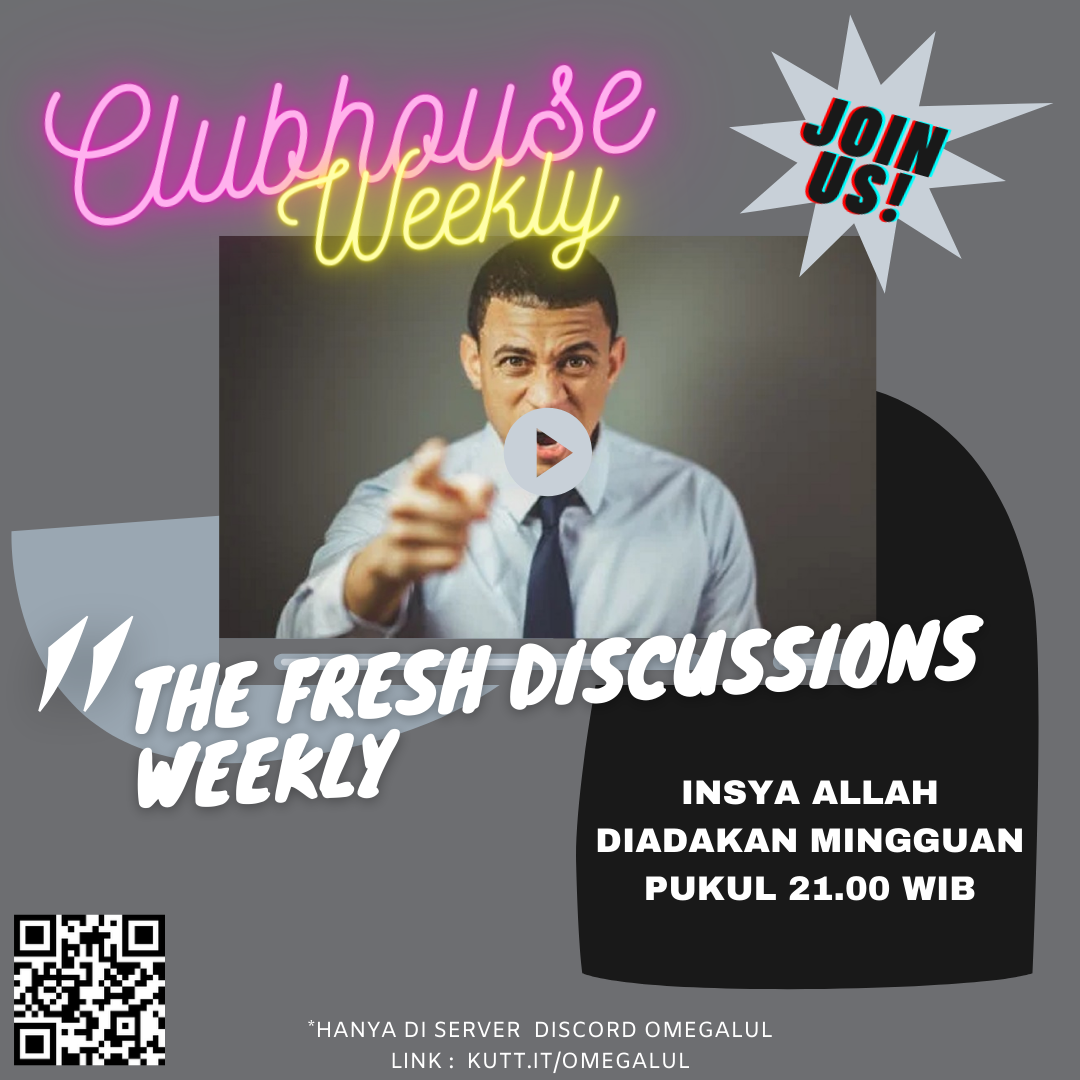 Clubhouse
Weekly
JOIN
US!
"THE FRESH DISCUSSIONS
WEEKLY
INSYA ALLAH
DIADAKAN MINGGUAN
PUKUL 21.00 WIB
*HANYA DI SERVER DISCORD OMEGALUL
LINK : KUTT.IT/OMEGALUL